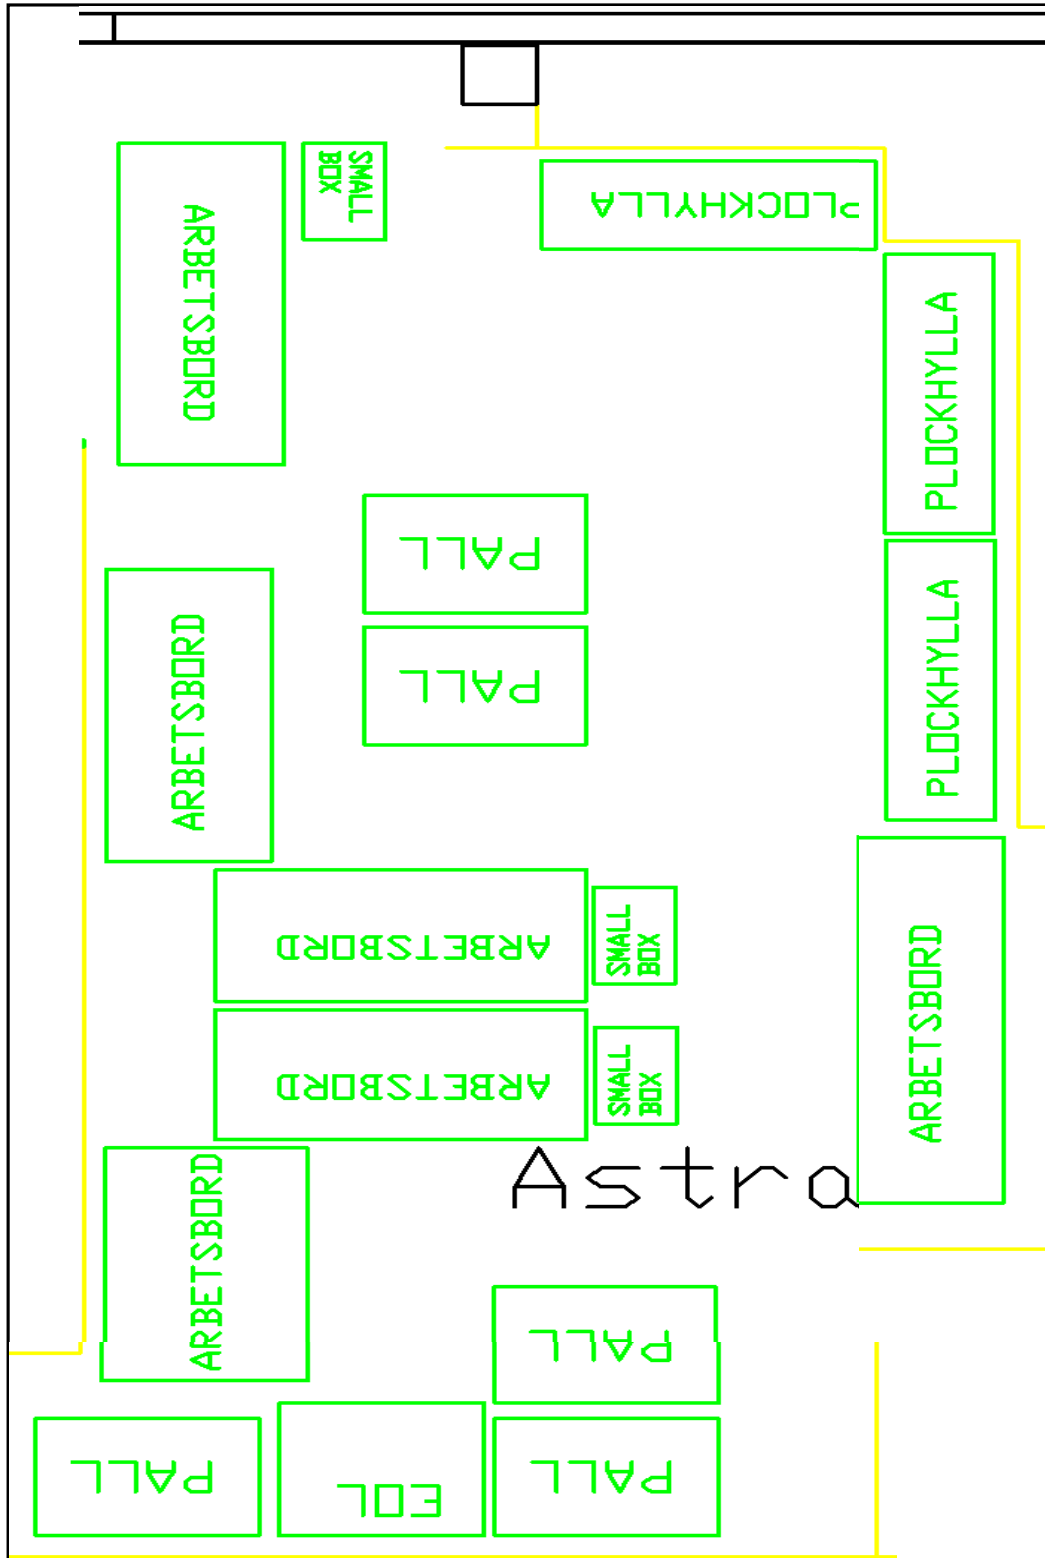 SMALL
BOX
PLOCKHYLLA
ARBETSBORD
PLOCKHYLLA
PALL
PALL
PLOCKHYLLA
ARBETSBORD
ARBETSBORD
SMALL
BOX
ARBETSBORD
ARBETSBORD
SMALL
BOX
Astra
ARBETSBORD
PALL
PALL
EOL
PALL